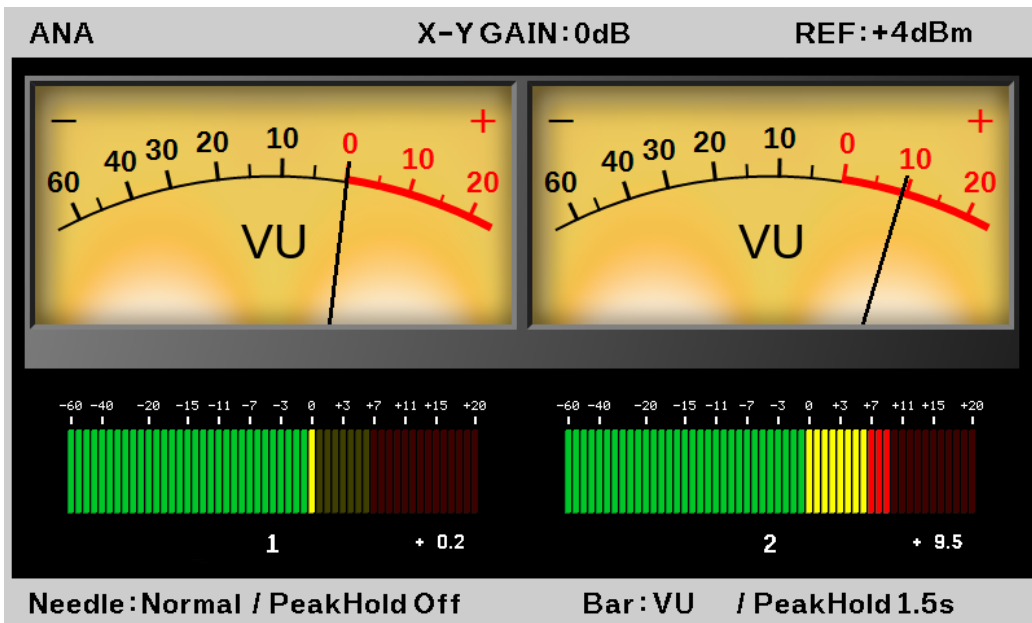 ANA X-Y GAIN:0dB REF:+4dBm
− + − +
60 40 30 20 10 0 10 20 60 40 30 20 10 0 10 20
VU VU
-60 -40 -20 -15 -11 -7 -3 0 +3 +7 +11 +15 +20 -60 -40 -20 -15 -11 -7 -3 0 +3 +7 +11 +15 +20
1 + 0.2 2 + 9.5
Needle:Normal / PeakHold Off Bar:VU / PeakHold 1.5s